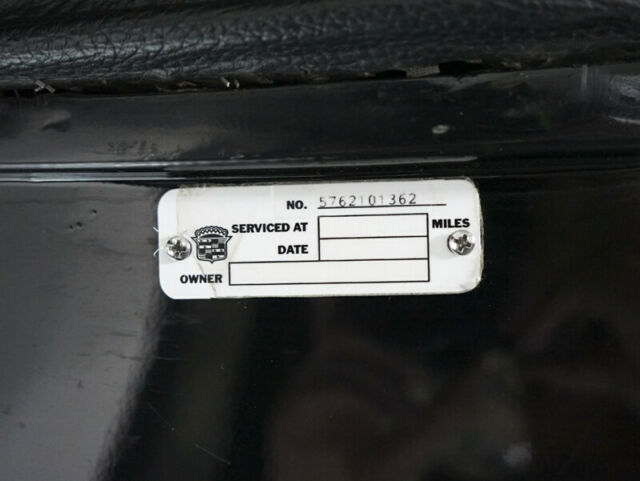 NO. 5762101362
SERVICED AT MILES
DATE
OWNER